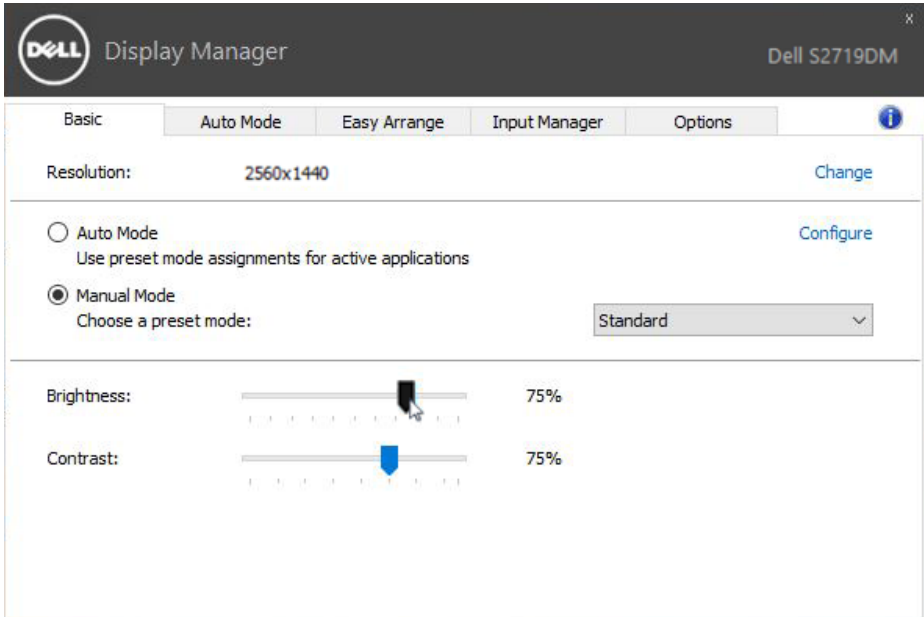 x
DELL Display Manager Dell S2719DM
Basic Auto Mode Easy Arrange Input Manager Options i
Resolution: 2560x1440 Change
Auto Mode Configure
Use preset mode assignments for active applications
Manual Mode
Choose a preset mode: Standard
Brightness: 75%
Contrast: 75%